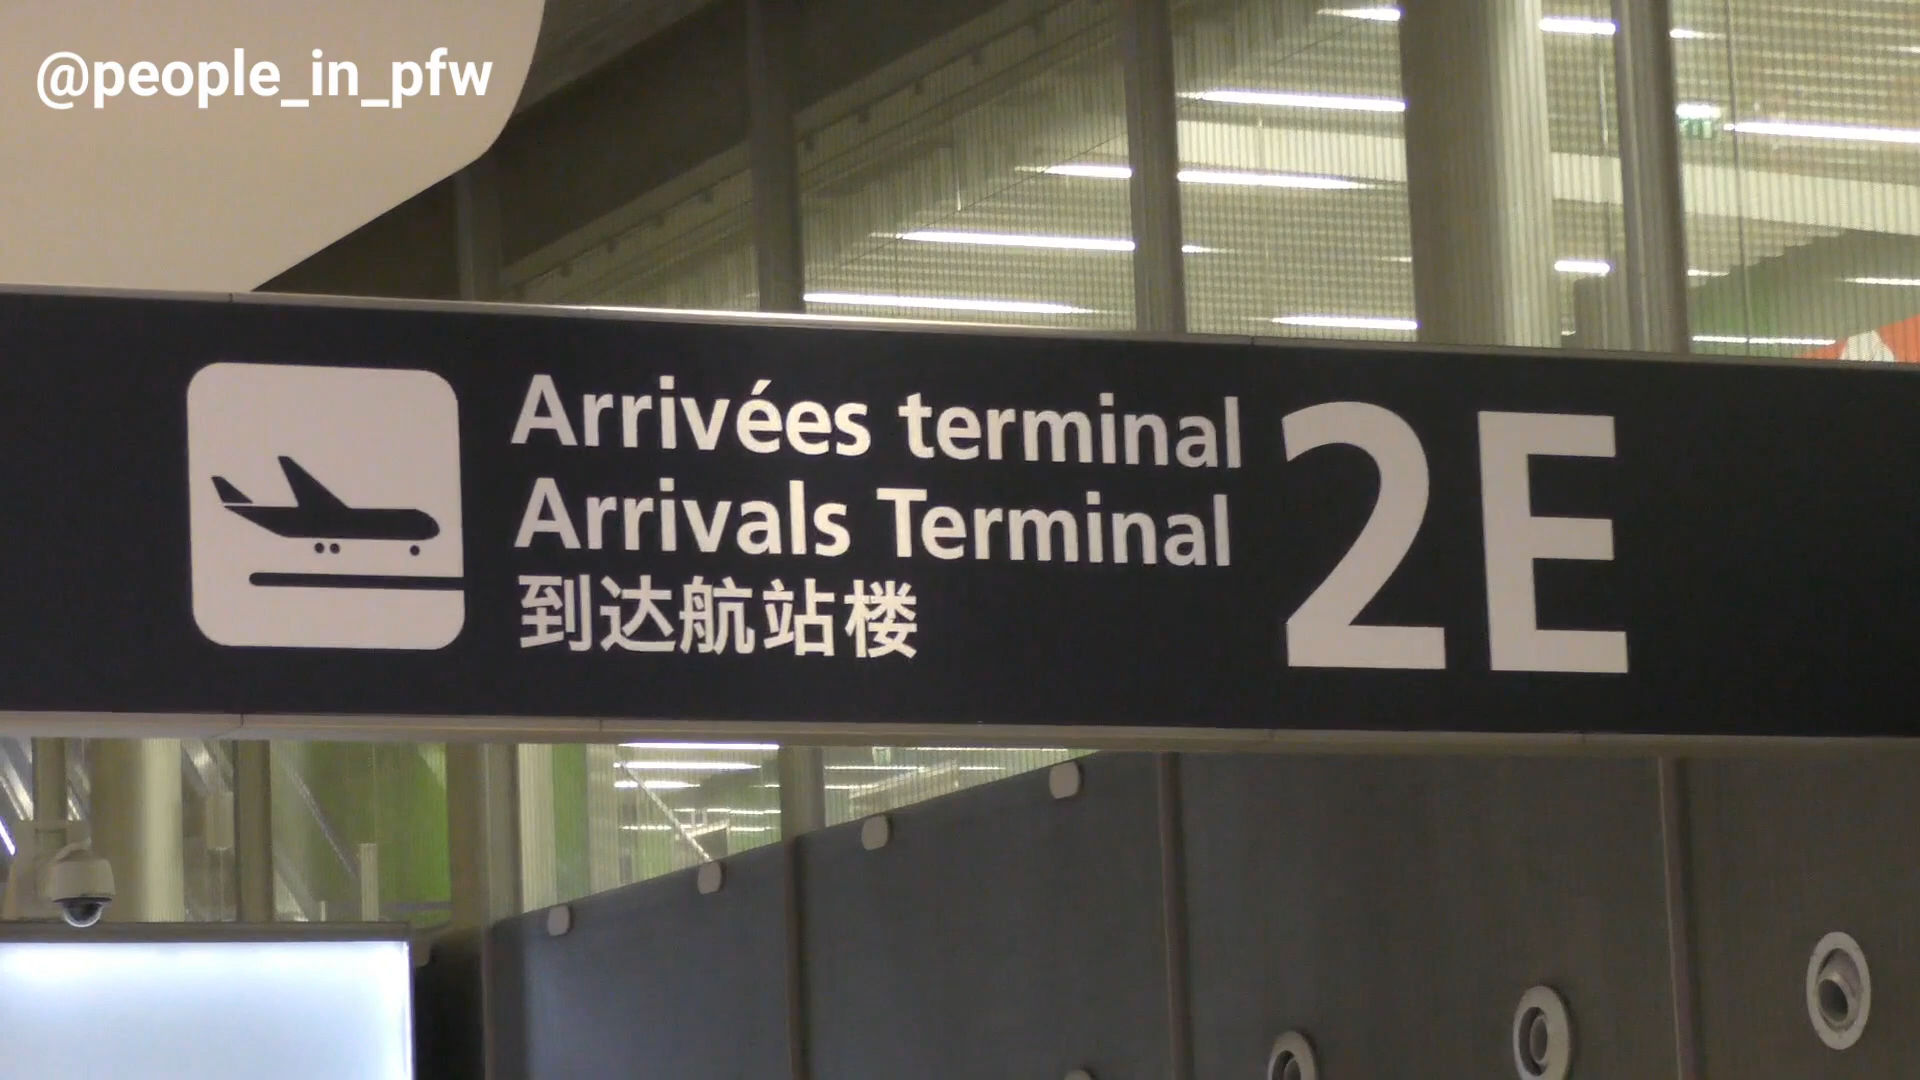 @people_in_pfw
Arrivées terminal 2E
Arrivals Terminal
到达航站楼